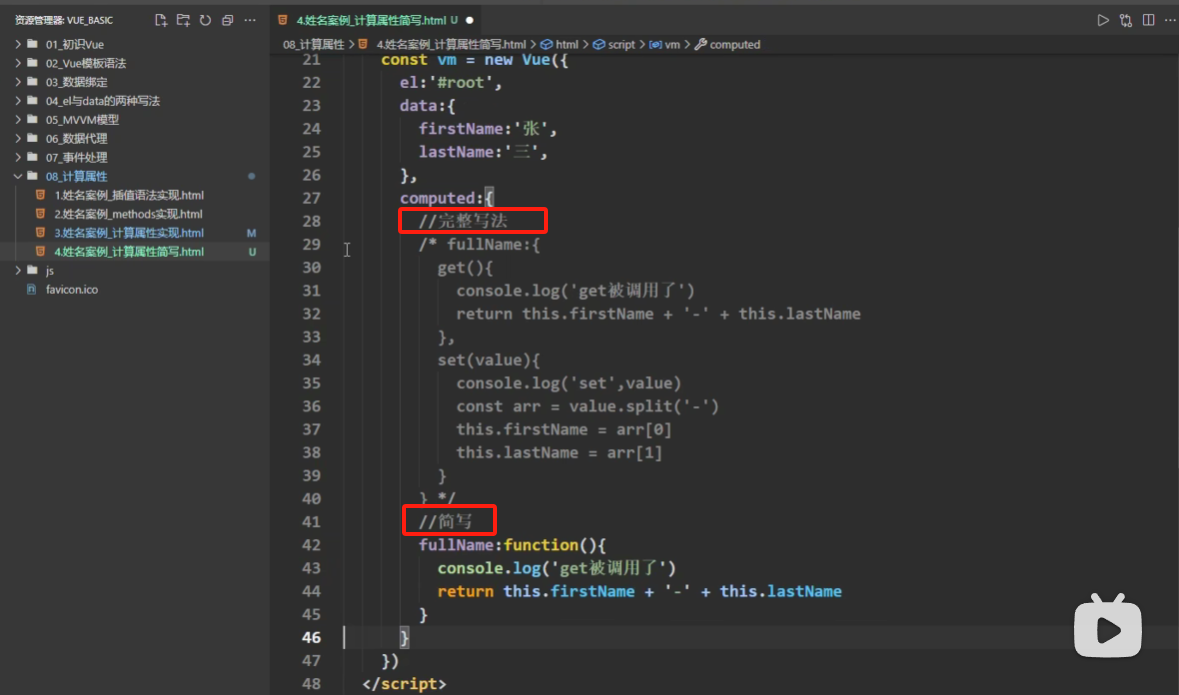 资源管理器: VUE_BASIC
01_初识Vue
02_Vue模板语法
03_数据绑定
04_el与data的两种写法
05_MVVM模型
06_数据代理
07_事件处理
08_计算属性
1.姓名案例_插值语法实现.html
2.姓名案例_methods实现.html
3.姓名案例_计算属性实现.html M
4.姓名案例_计算属性简写.html U
js
favicon.ico
4.姓名案例_计算属性简写.html U
08_计算属性 > 4.姓名案例_计算属性简写.html > html > script > vm > computed
21 const vm = new Vue({
22 el:'#root',
23 data:{
24 firstName:'张',
25 lastName:'三',
26 },
27 computed:{
28 //完整写法
29 /* fullName:{
30 get(){
31 console.log('get被调用了')
32 return this.firstName + '-' + this.lastName
33 },
34 set(value){
35 console.log('set',value)
36 const arr = value.split('-')
37 this.firstName = arr[0]
38 this.lastName = arr[1]
39 }
40 } */
41 //简写
42 fullName:function(){
43 console.log('get被调用了')
44 return this.firstName + '-' + this.lastName
45 }
46 }
47 })
48 </script>